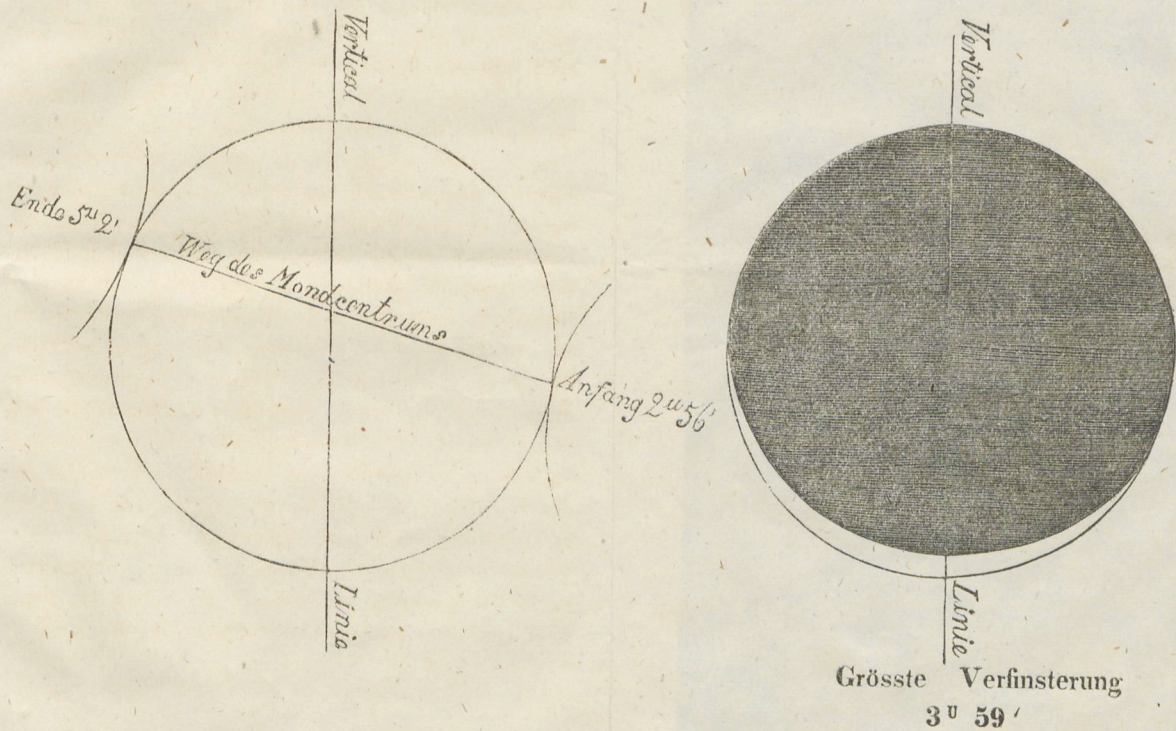 Vertical
Ende 5u 2'
Weg des Mondcentrums
Anfang 2u 56'
Linie
Vertical
Linie
Grösste Verfinsterung
3U 59'